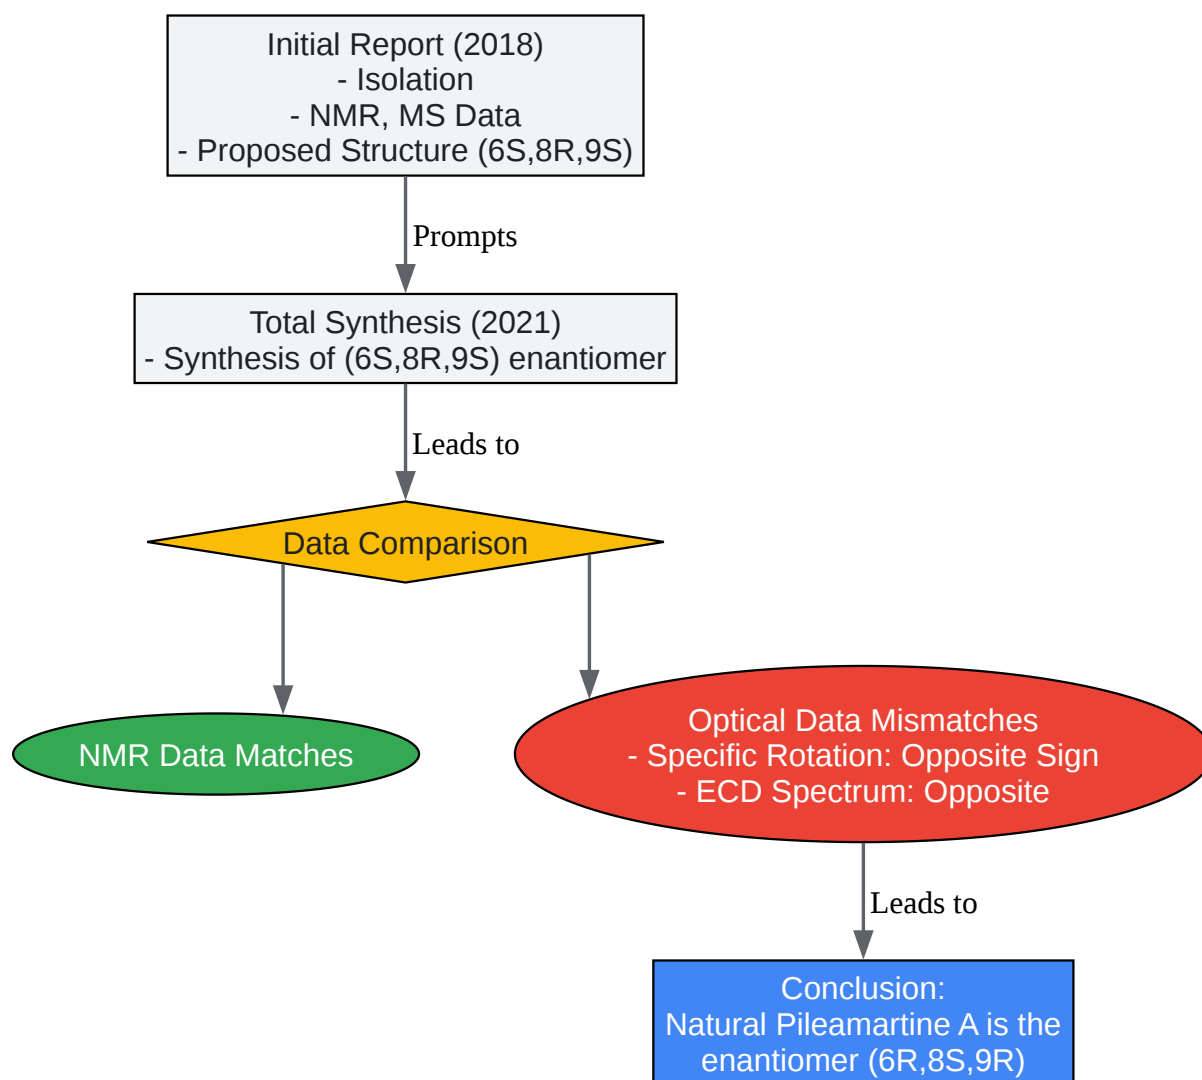 Initial Report (2018)
- Isolation
- NMR, MS Data
- Proposed Structure (6S,8R,9S)
Prompts
Total Synthesis (2021)
- Synthesis of (6S,8R,9S) enantiomer
Leads to
Data Comparison
NMR Data Matches
Optical Data Mismatches
- Specific Rotation: Opposite Sign
- ECD Spectrum: Opposite
Leads to
Conclusion:
Natural Pileamartine A is the
enantiomer (6R,8S,9R)